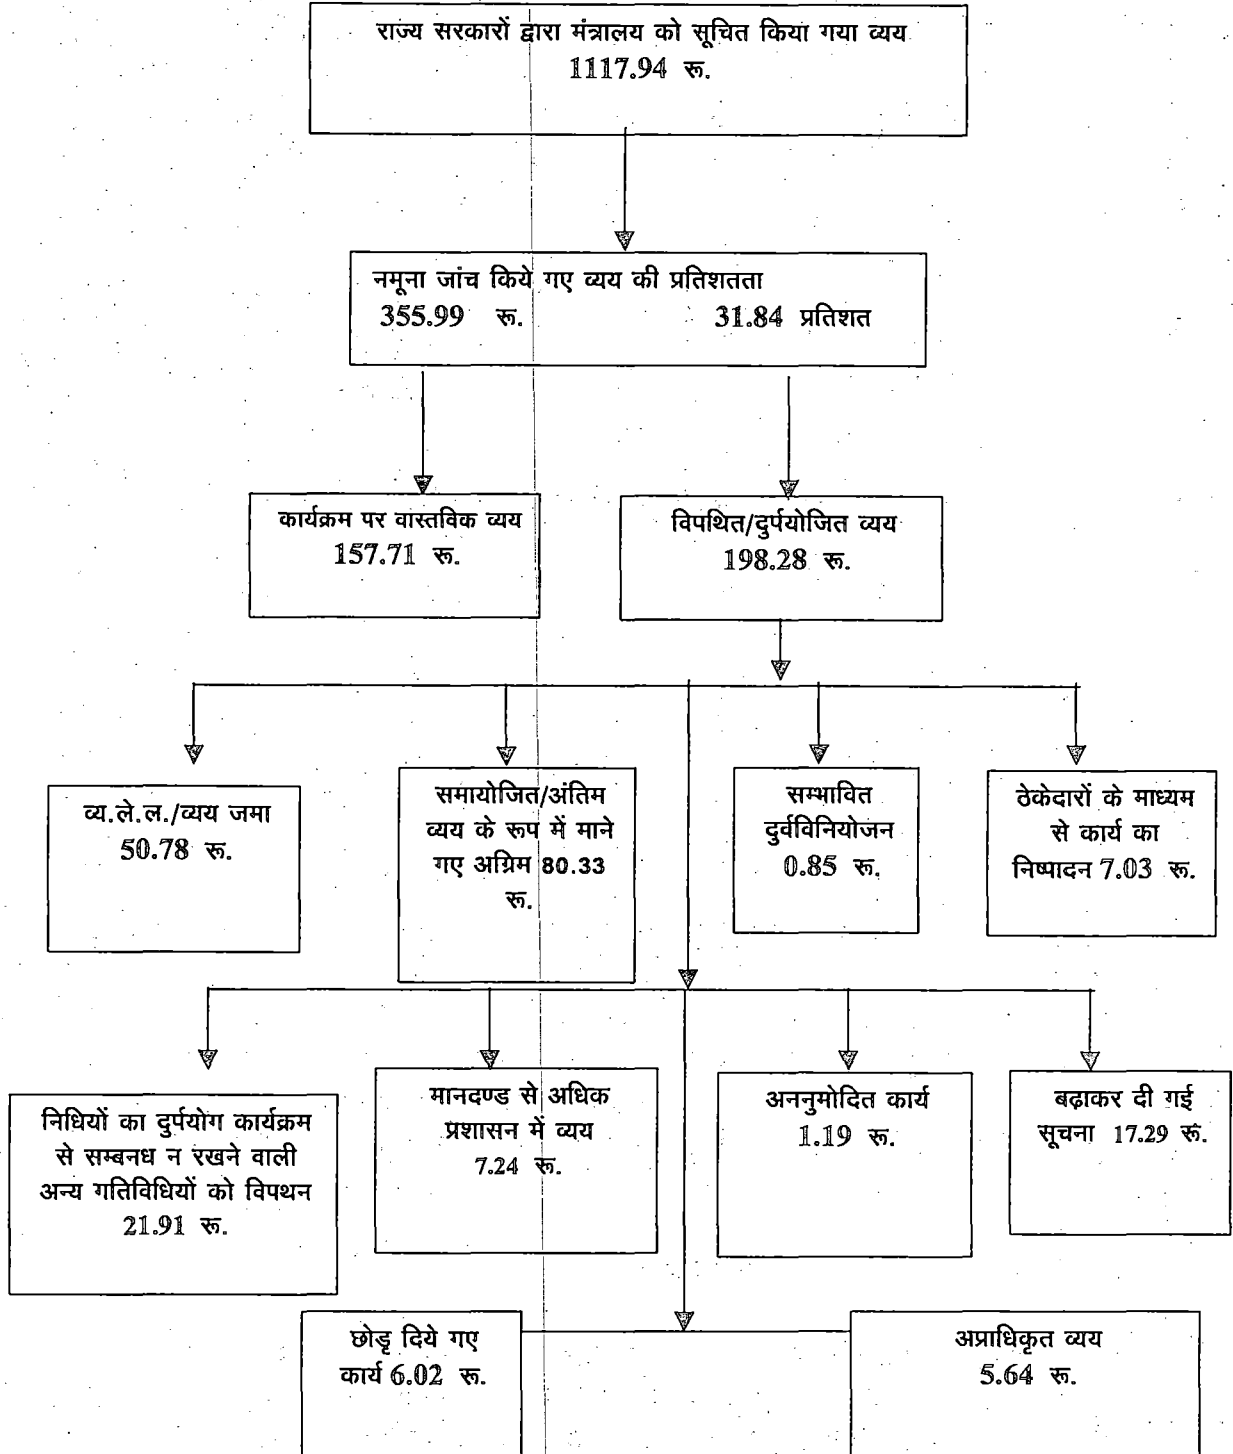 राज्य सरकारों द्वारा मंत्रालय को सूचित किया गया व्यय
1117.94 रू.
नमूना जांच किये गए व्यय की प्रतिशतता
355.99 रू. 31.84 प्रतिशत
कार्यक्रम पर वास्तविक व्यय
157.71 रू.
विपथित/दुर्पयोजित व्यय
198.28 रू.
व्य.ले.ल./व्यय जमा
50.78 रू.
समायोजित/अंतिम
व्यय के रूप में माने
गए अग्रिम 80.33
रू.
सम्भावित
दुर्वविनियोजन
0.85 रू.
ठेकेदारों के माध्यम
से कार्य का
निष्पादन 7.03 रू.
निधियों का दुर्पयोग कार्यक्रम
से सम्बनध न रखने वाली
अन्य गतिविधियों को विपथन
21.91 रू.
मानदण्ड से अधिक
प्रशासन में व्यय
7.24 रू.
अननुमोदित कार्य
1.19 रू.
बढ़ाकर दी गई
सूचना 17.29 रू.
छोड़ दिये गए
कार्य 6.02 रू.
अप्राधिकृत व्यय
5.64 रू.